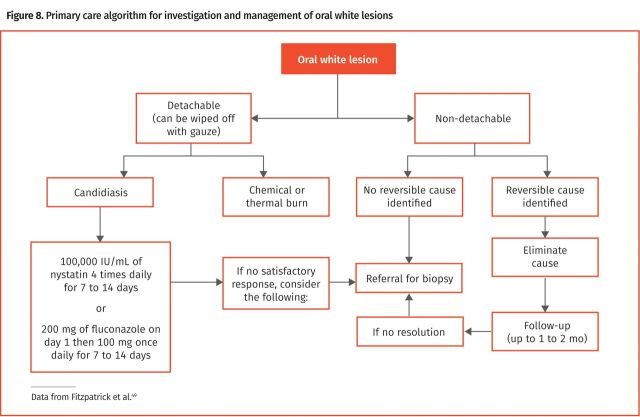 Figure 8. Primary care algorithm for investigation and management of oral white lesions
Oral white lesion
Detachable
(can be wiped off
with gauze)
Non-detachable
Candidiasis
Chemical or
thermal burn
No reversible cause
identified
Reversible cause
identified
100,000 IU/mL of
nystatin 4 times daily
for 7 to 14 days
or
200 mg of fluconazole on
day 1 then 100 mg once
daily for 7 to 14 days
If no satisfactory
response, consider
the following:
Referral for biopsy
Eliminate
cause
If no resolution
Follow-up
(up to 1 to 2 mo)
Data from Fitzpatrick et al.⁴⁹